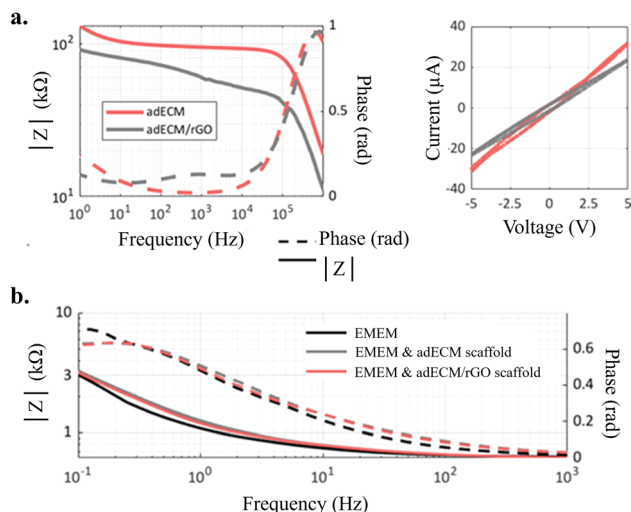 a.
|Z| (kΩ)
10²
10¹
adECM
adECM/rGO
1
0.5
0
Phase (rad)
10⁰ 10¹ 10² 10³ 10⁴ 10⁵
Frequency (Hz)
Current (μA)
40
20
0
-20
-40
-5 -2.5 0 2.5 5
Voltage (V)
Phase (rad)
|Z|
b.
|Z| (kΩ)
10
3
1
EMEM
EMEM & adECM scaffold
EMEM & adECM/rGO scaffold
0.6
0.4
0.2
0
Phase (rad)
10⁻¹ 10⁰ 10¹ 10² 10³
Frequency (Hz)